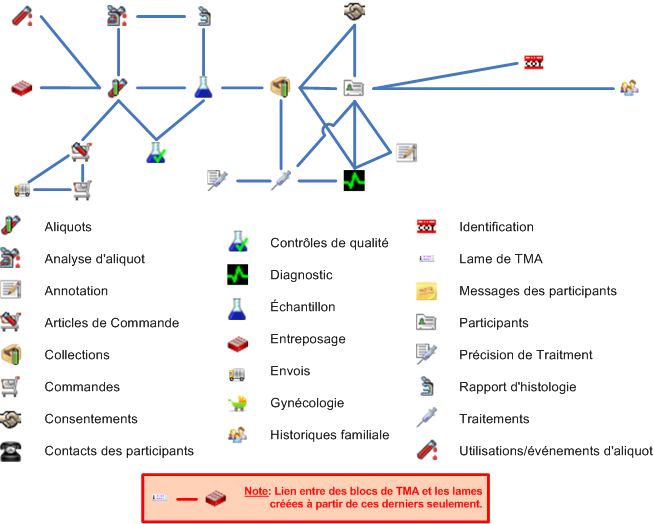 Aliquots
Analyse d'aliquot
Annotation
Articles de Commande
Collections
Commandes
Consentements
Contacts des participants
Contrôles de qualité
Diagnostic
Échantillon
Entreposage
Envois
Gynécologie
Historiques familiale
Identification
Lame de TMA
Messages des participants
Participants
Précision de Traitment
Rapport d'histologie
Traitements
Utilisations/événements d'aliquot
Note: Lien entre des blocs de TMA et les lames
créées à partir de ces derniers seulement.